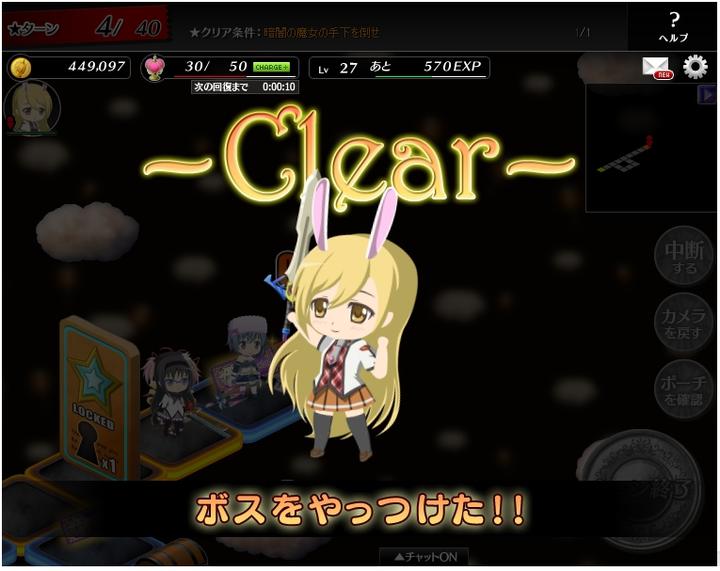 ★ターン 4/ 40
★クリア条件：暗闇の魔女の手下を倒せ
1/1
?
ヘルプ
449,097
30/ 50
CHARGE+
Lv 27 あと 570EXP
NEW
次の回復まで 0:00:10
~Clear~
中断
する
カメラ
を戻す
ポーチ
を確認
LOCKED
x1
ン終了
ボスをやっつけた!!
▲チャットON